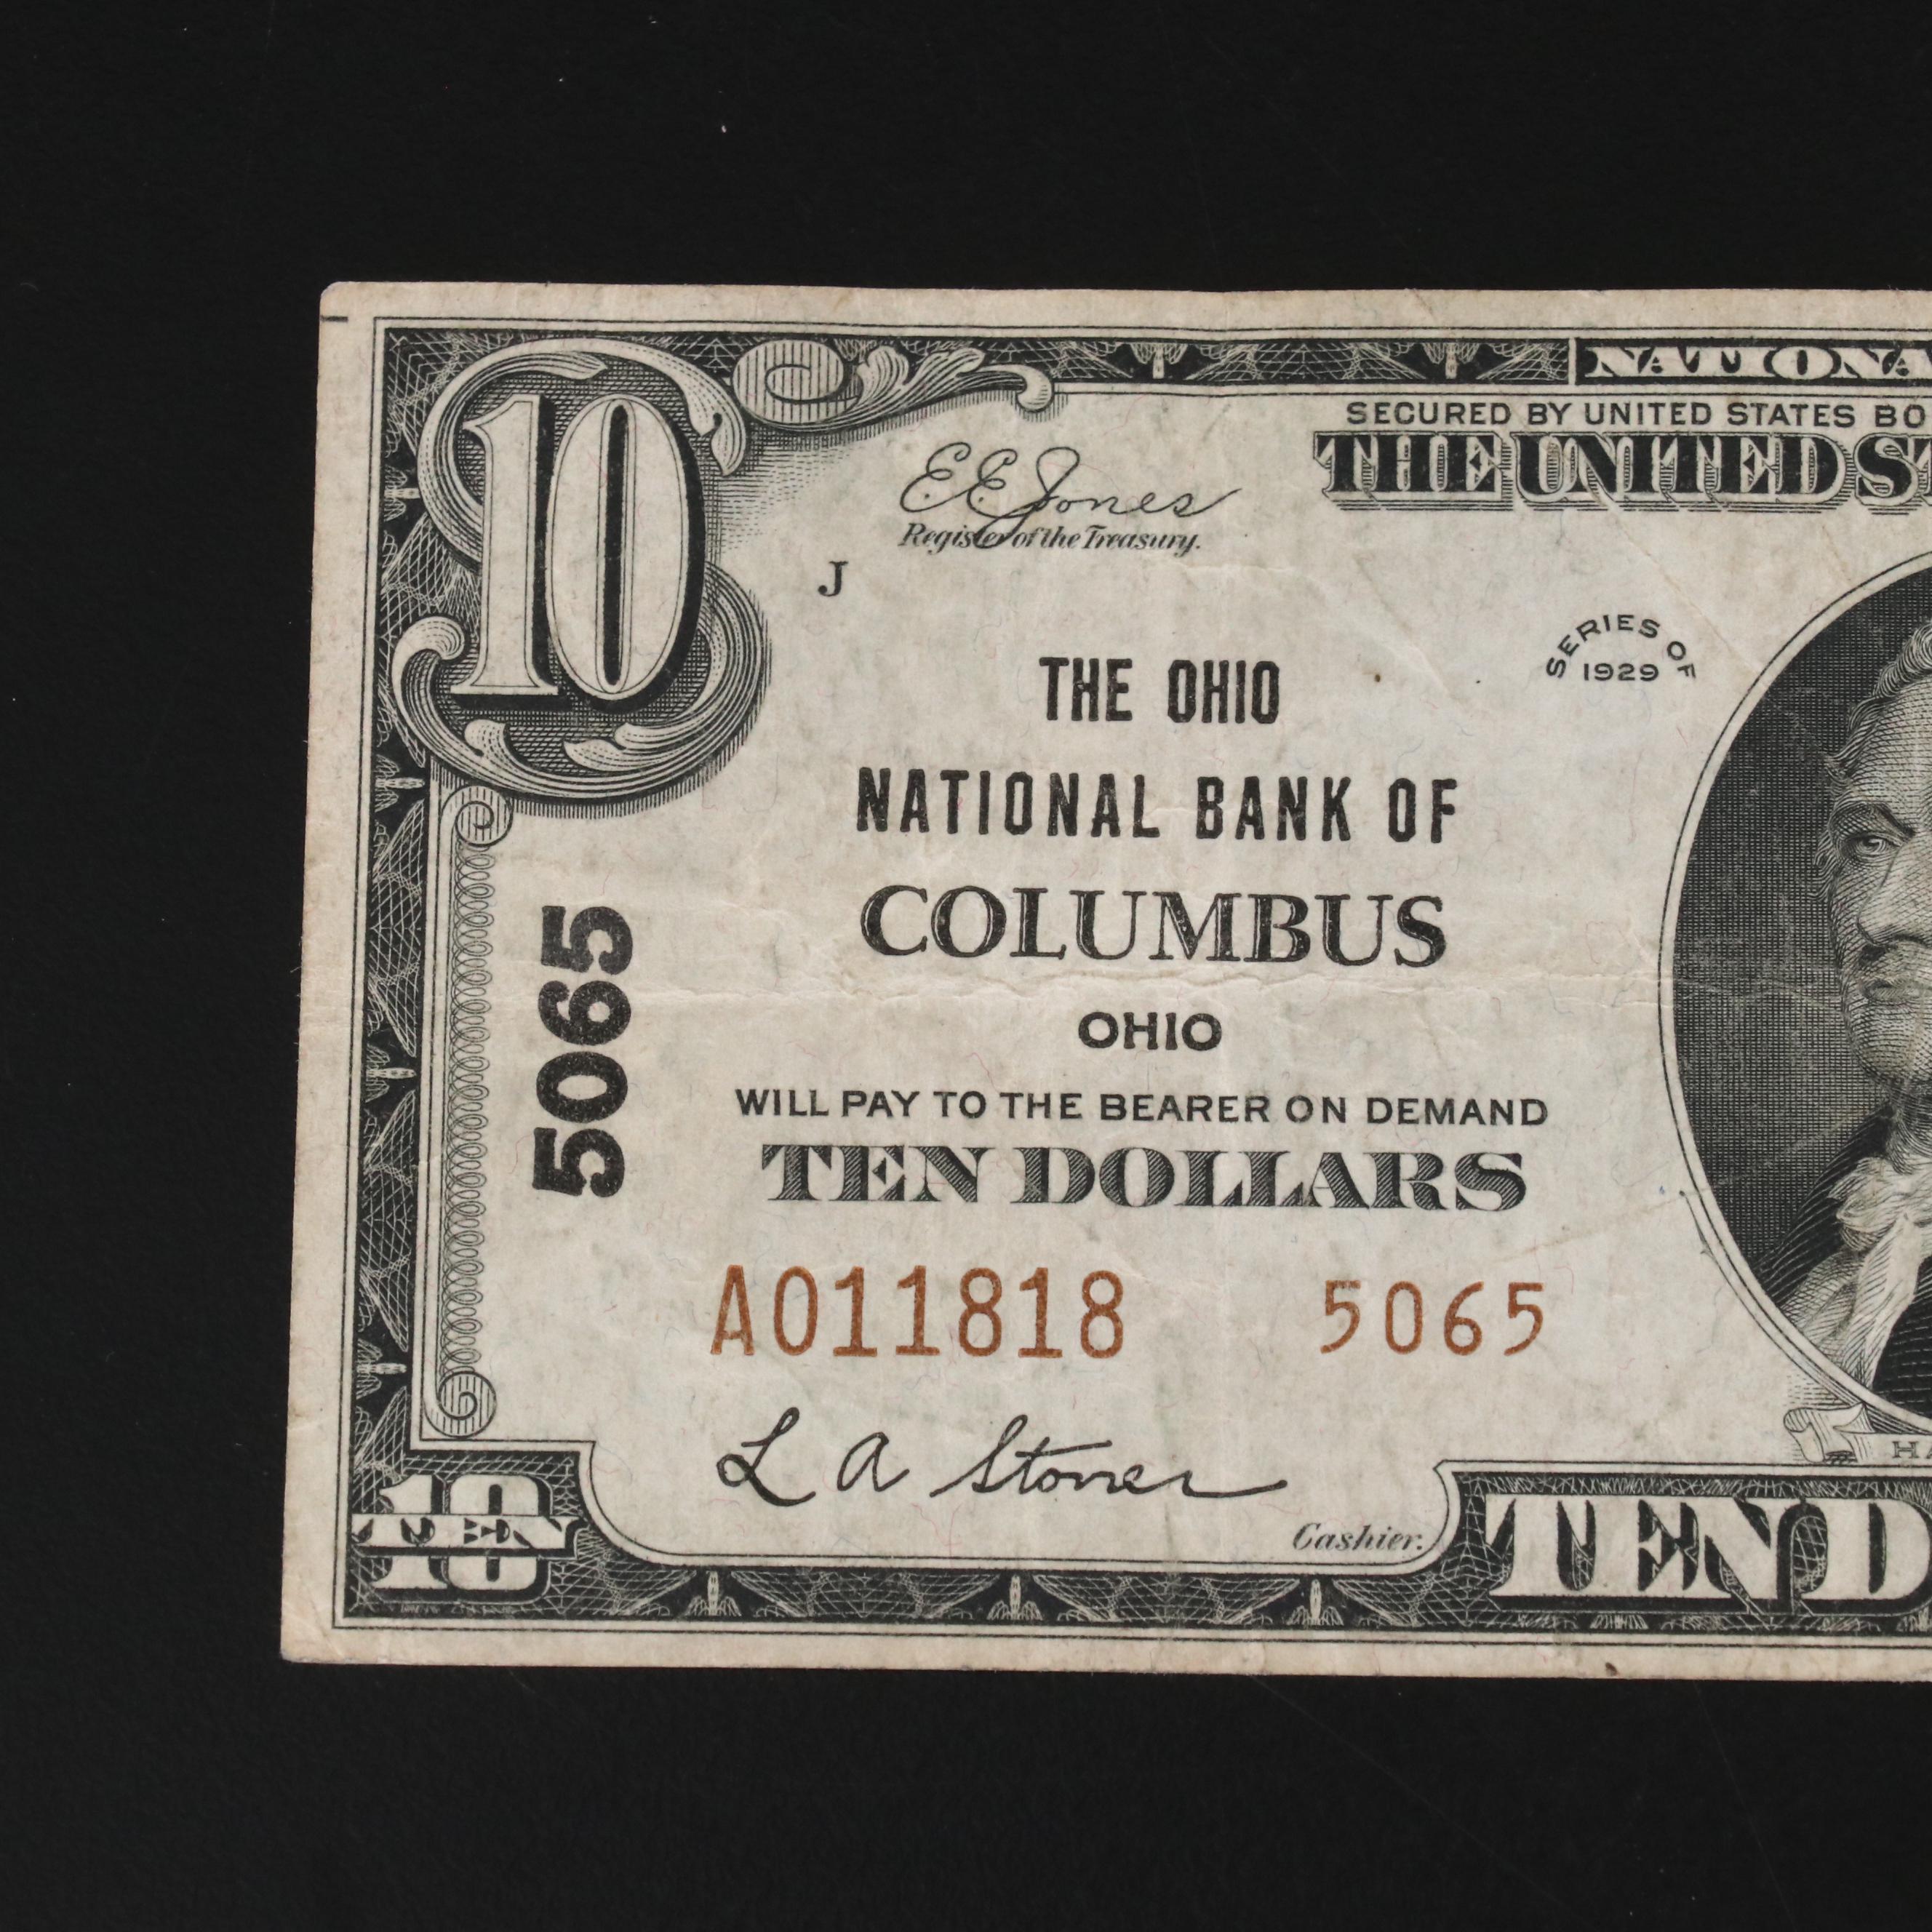 NATIONA
SECURED BY UNITED STATES BO
THE UNITED ST
10
E.E. Jones
Register of the Treasury.
J
SERIES OF
1929
THE OHIO
NATIONAL BANK OF
COLUMBUS
OHIO
5065
WILL PAY TO THE BEARER ON DEMAND
TEN DOLLARS
A011818 5065
L A Stoner
Cashier.
HA
10
TEN
TEN D